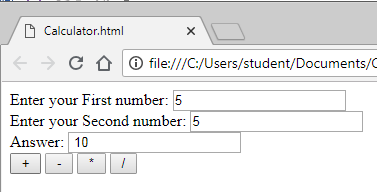 Calculator.html
file:///C:/Users/student/Documents/
Enter your First number: 5
Enter your Second number: 5
Answer: 10
+ - * /